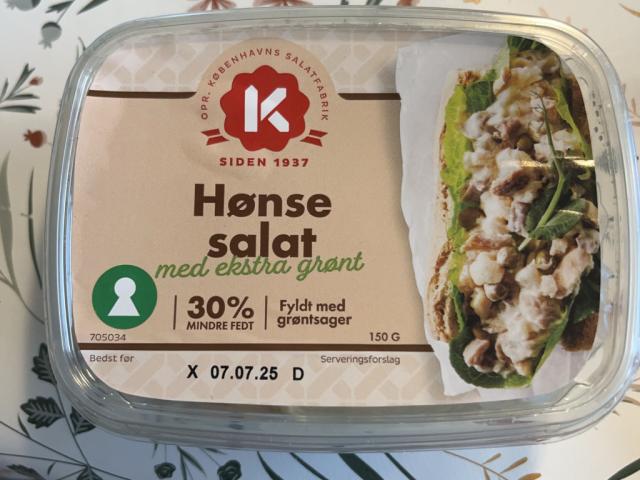 OPR. KØBENHAVNS SALATFABRIK
K
SIDEN 1937
Hønse
salat
med ekstra grønt
30%
MINDRE FEDT
Fyldt med
grøntsager
705034
150 G
Bedst før
Serveringsforslag
X 07.07.25 D